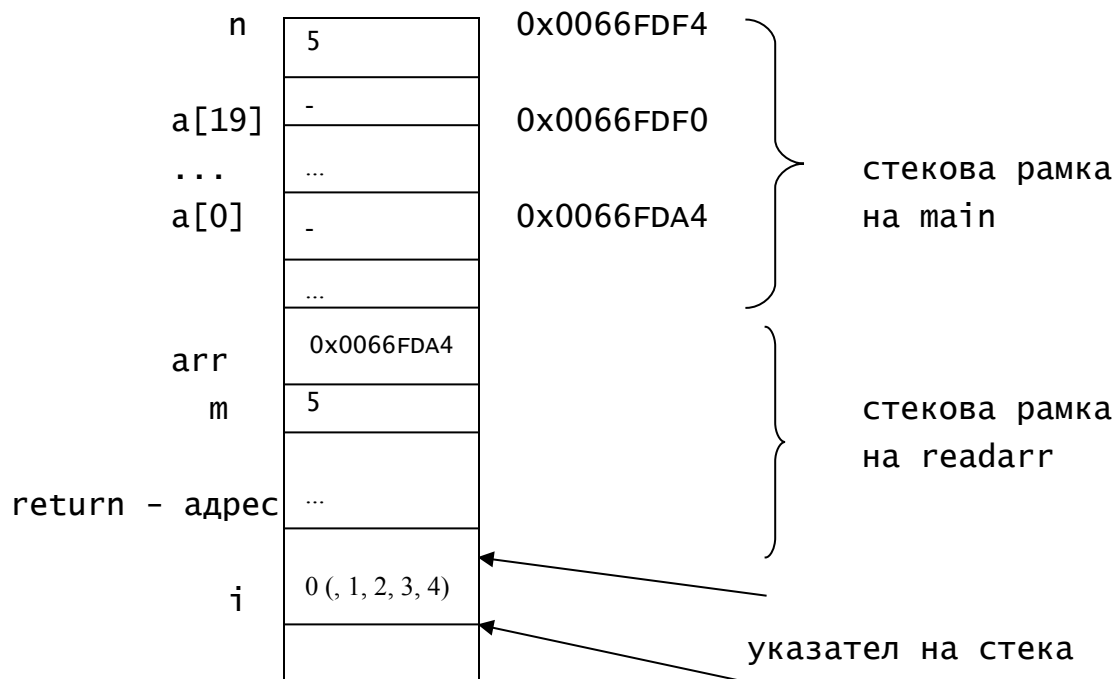 n 5 0x0066FDF4
a[19] - 0x0066FDF0
... ... стекова рамка
a[0] - 0x0066FDA4 на main
...
arr 0x0066FDA4
m 5 стекова рамка
на readarr
return – адрес ...
i 0 (, 1, 2, 3, 4)
указател на стека